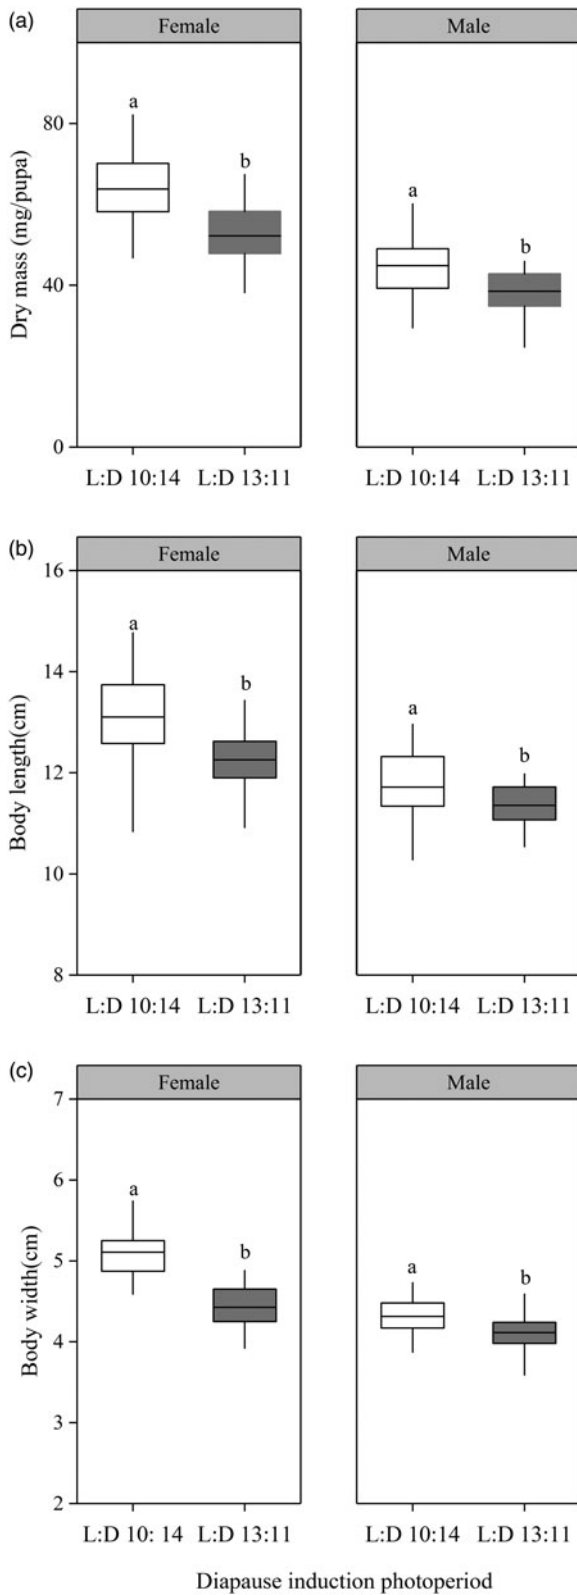 (a)
Female Male
Dry mass (mg/pupa)
80
40
0
a
b
a
b
L:D 10:14 L:D 13:11 L:D 10:14 L:D 13:11
(b)
Female Male
Body length(cm)
16
14
12
10
8
a
b
a
b
L:D 10:14 L:D 13:11 L:D 10:14 L:D 13:11
(c)
Female Male
Body width(cm)
7
6
5
4
3
2
a
b
a
b
L:D 10: 14 L:D 13:11 L:D 10:14 L:D 13:11
Diapause induction photoperiod